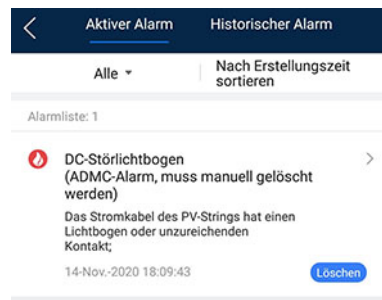 Aktiver Alarm Historischer Alarm
Alle Nach Erstellungszeit
sortieren
Alarmliste: 1
DC-Störlichtbogen
(ADMC-Alarm, muss manuell gelöscht
werden)
Das Stromkabel des PV-Strings hat einen
Lichtbogen oder unzureichenden
Kontakt;
14-Nov.-2020 18:09:43 Löschen